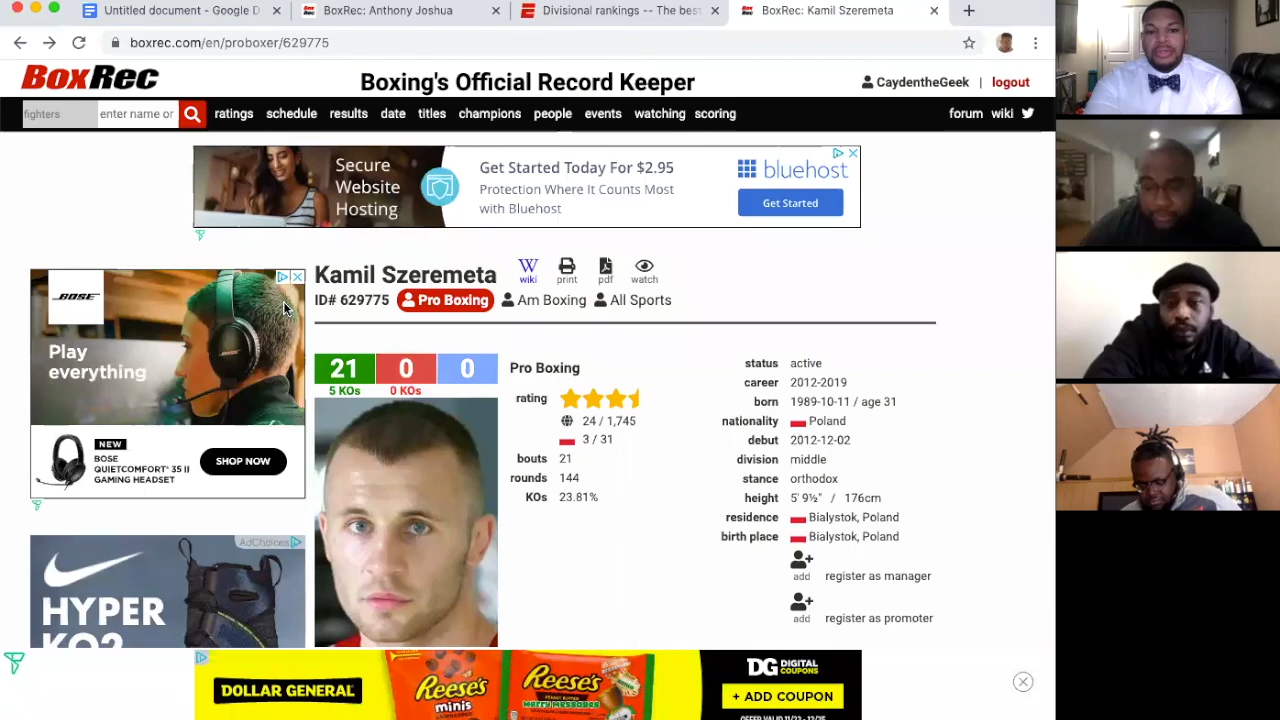 Untitled document - Google D
BoxRec: Anthony Joshua
Divisional rankings -- The best
BoxRec: Kamil Szeremeta
boxrec.com/en/proboxer/629775
BoxRec
Boxing's Official Record Keeper
CaydentheGeek | logout
fighters
enter name or
ratings schedule results date titles champions people events watching scoring
forum wiki
Secure
Website
Hosting
Get Started Today For $2.95
Protection Where It Counts Most
with Bluehost
bluehost
Get Started
BOSE
Play
everything
NEW
BOSE
QUIETCOMFORT® 35 II
GAMING HEADSET
SHOP NOW
AdChoices
HYPER
KO2
Kamil Szeremeta
W
wiki print pdf watch
ID# 629775 Pro Boxing Am Boxing All Sports
21 0 0
5 KOs 0 KOs
Pro Boxing
rating
24 / 1,745
3 / 31
bouts 21
rounds 144
KOs 23.81%
status active
career 2012-2019
born 1989-10-11 / age 31
nationality Poland
debut 2012-12-02
division middle
stance orthodox
height 5' 9½" / 176cm
residence Bialystok, Poland
birth place Bialystok, Poland
add register as manager
add register as promoter
DOLLAR GENERAL
Reese's
minis
Reese's
DG DIGITAL
COUPONS
+ ADD COUPON
OFFER VALID 11/22 - 12/25